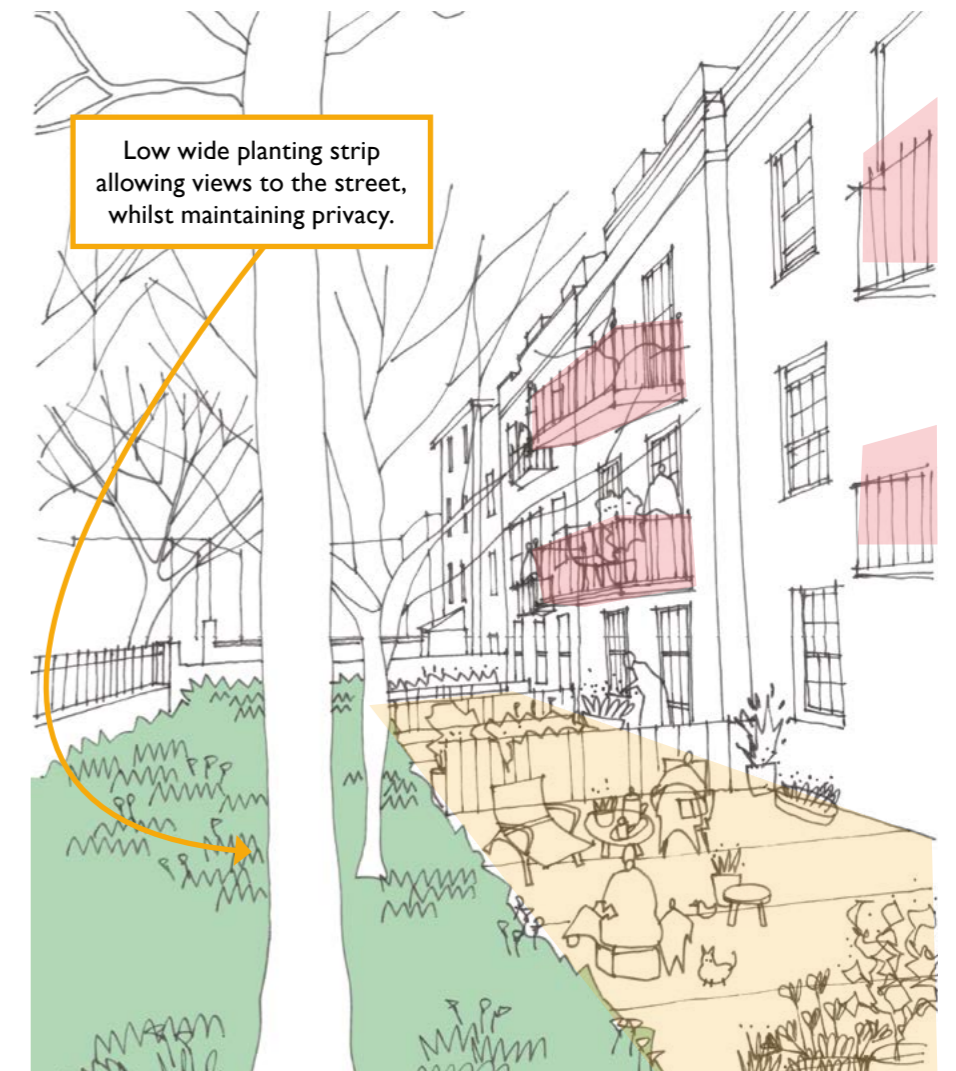 Low wide planting strip
allowing views to the street,
whilst maintaining privacy.